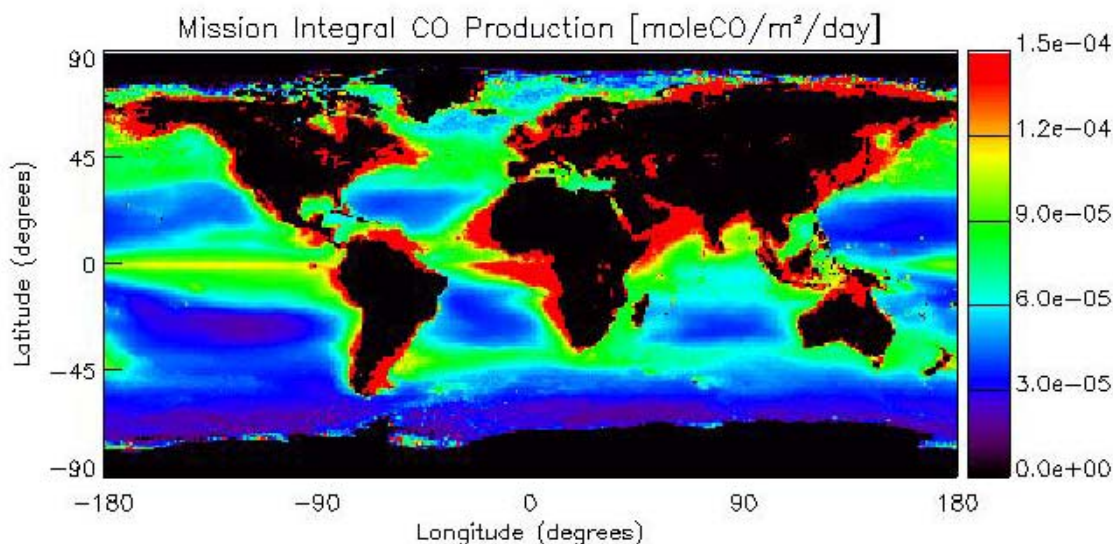 Mission Integral CO Production [moleCO/m²/day]
90
45
0
-45
-90
Latitude (degrees)
-180
-90
0
90
180
Longitude (degrees)
1.5e-04
1.2e-04
9.0e-05
6.0e-05
3.0e-05
0.0e+00